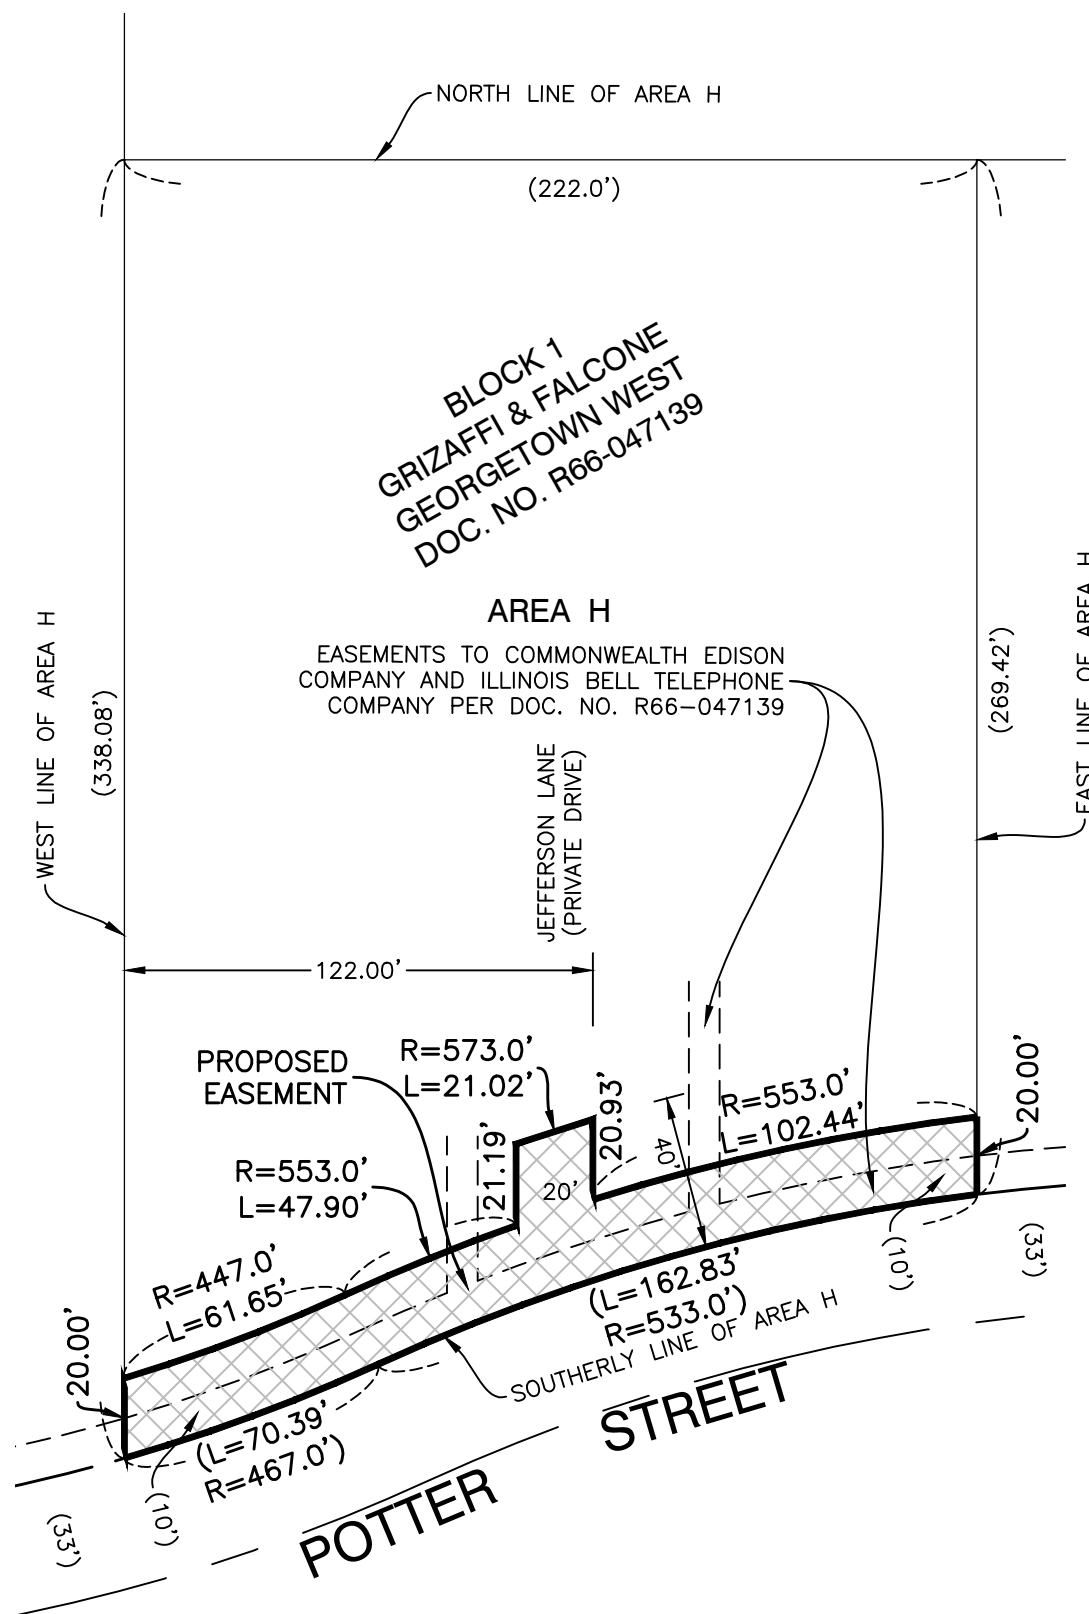 NORTH LINE OF AREA H
(222.0')
BLOCK 1
GRIZAFFI & FALCONE
GEORGETOWN WEST
DOC. NO. R66-047139
AREA H
EASEMENTS TO COMMONWEALTH EDISON
COMPANY AND ILLINOIS BELL TELEPHONE
COMPANY PER DOC. NO. R66-047139
WEST LINE OF AREA H
(338.08')
(269.42')
EAST LINE OF AREA H
JEFFERSON LANE
(PRIVATE DRIVE)
122.00'
PROPOSED
EASEMENT
R=573.0'
L=21.02'
R=553.0'
L=47.90'
21.19'
20.93'
20'
40'
R=553.0'
L=102.44'
20.00'
R=447.0'
L=61.65'
20.00'
(10')
(33')
(L=162.83'
R=533.0')
SOUTHERLY LINE OF AREA H
(L=70.39'
R=467.0')
(10')
(33')
POTTER STREET